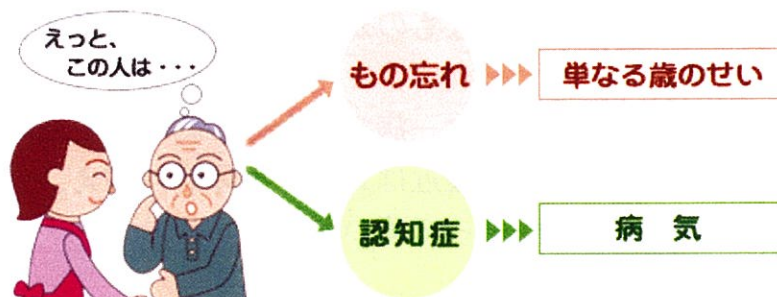 えっと、
この人は・・・
もの忘れ
単なる歳のせい
認知症
病 気